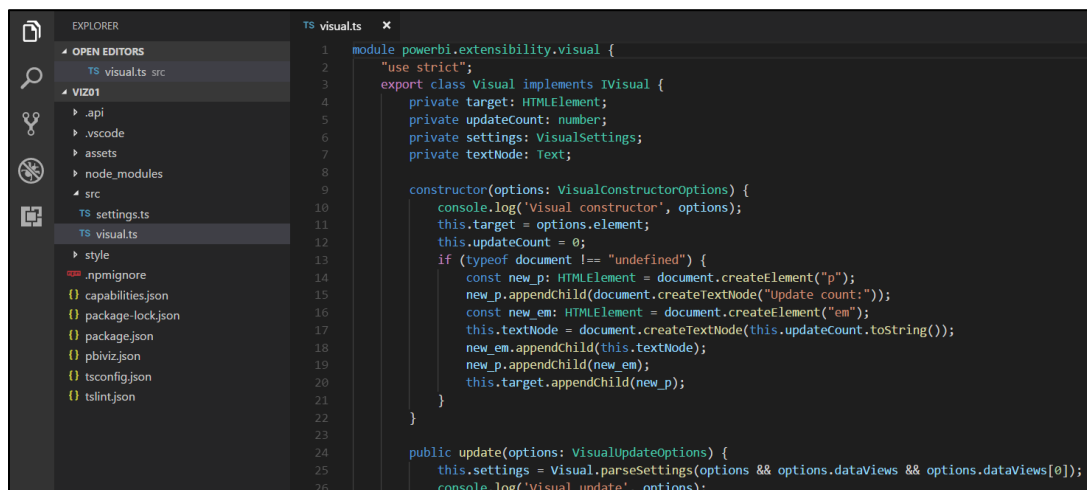 EXPLORER
OPEN EDITORS
TS visual.ts src
VIZ01
.api
.vscode
assets
node_modules
src
TS settings.ts
TS visual.ts
style
npm .npmignore
{} capabilities.json
{} package-lock.json
{} package.json
{} pbiviz.json
{} tsconfig.json
{} tslint.json
TS visual.ts ×
1 module powerbi.extensibility.visual {
2 "use strict";
3 export class Visual implements IVisual {
4 private target: HTMLElement;
5 private updateCount: number;
6 private settings: VisualSettings;
7 private textNode: Text;
8
9 constructor(options: VisualConstructorOptions) {
10 console.log('Visual constructor', options);
11 this.target = options.element;
12 this.updateCount = 0;
13 if (typeof document !== "undefined") {
14 const new_p: HTMLElement = document.createElement("p");
15 new_p.appendChild(document.createTextNode("Update count:"));
16 const new_em: HTMLElement = document.createElement("em");
17 this.textNode = document.createTextNode(this.updateCount.toString());
18 new_em.appendChild(this.textNode);
19 new_p.appendChild(new_em);
20 this.target.appendChild(new_p);
21 }
22 }
23
24 public update(options: VisualUpdateOptions) {
25 this.settings = Visual.parseSettings(options && options.dataViews && options.dataViews[0]);
26 console.log('Visual update', options);